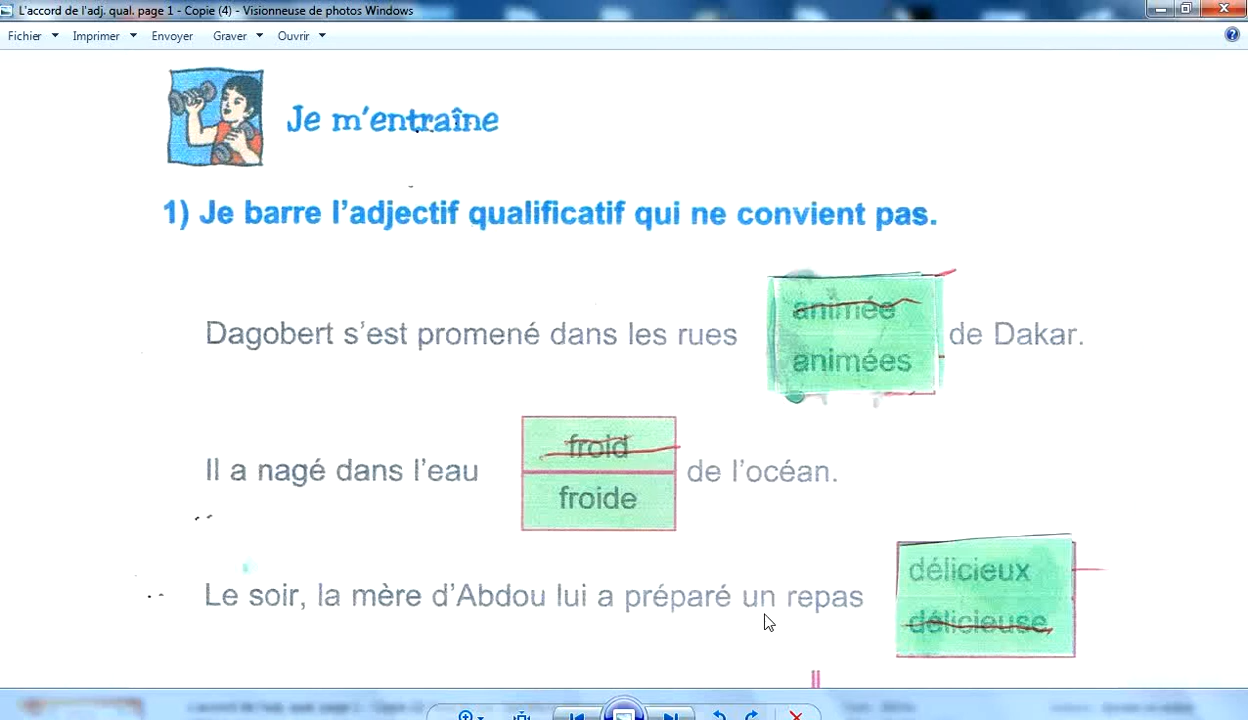 L'accord de l'adj. qual. page 1 - Copie (4) - Visionneuse de photos Windows
Fichier Imprimer Envoyer Graver Ouvrir
Je m'entraîne
1) Je barre l'adjectif qualificatif qui ne convient pas.
animée
Dagobert s'est promené dans les rues de Dakar.
animées
froid
Il a nagé dans l'eau de l'océan.
froide
délicieux
Le soir, la mère d'Abdou lui a préparé un repas
délicieuse